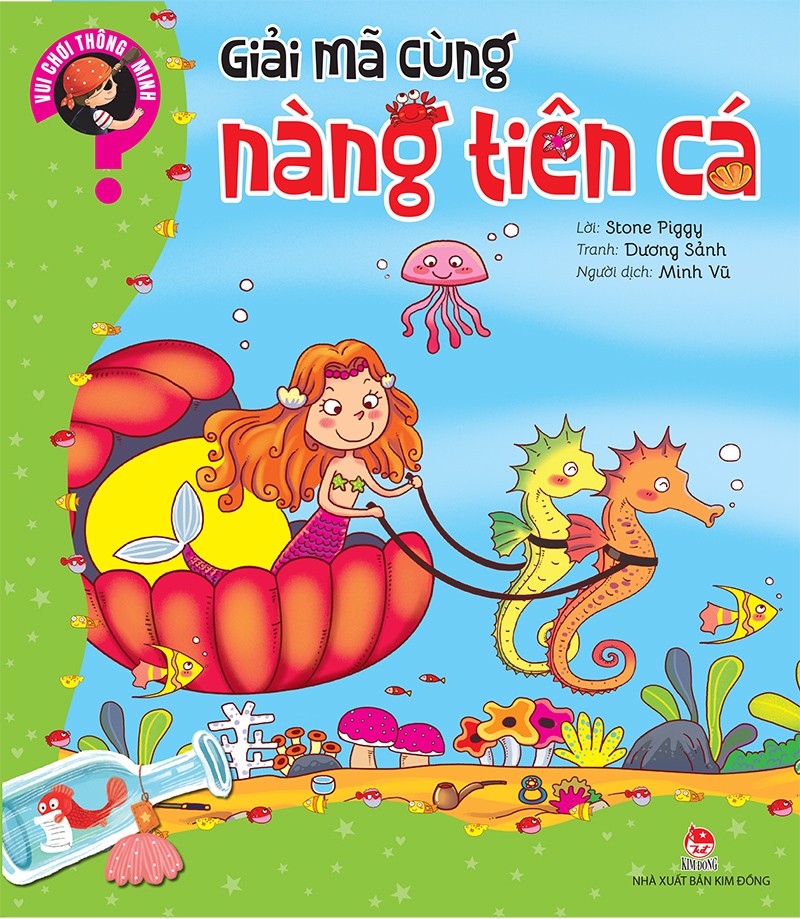 VUI CHƠI THÔNG MINH
Giải mã cùng
nàng tiên cá
Lời: Stone Piggy
Tranh: Dương Sảnh
Người dịch: Minh Vũ
8
KIM ĐỒNG
NHÀ XUẤT BẢN KIM ĐỒNG